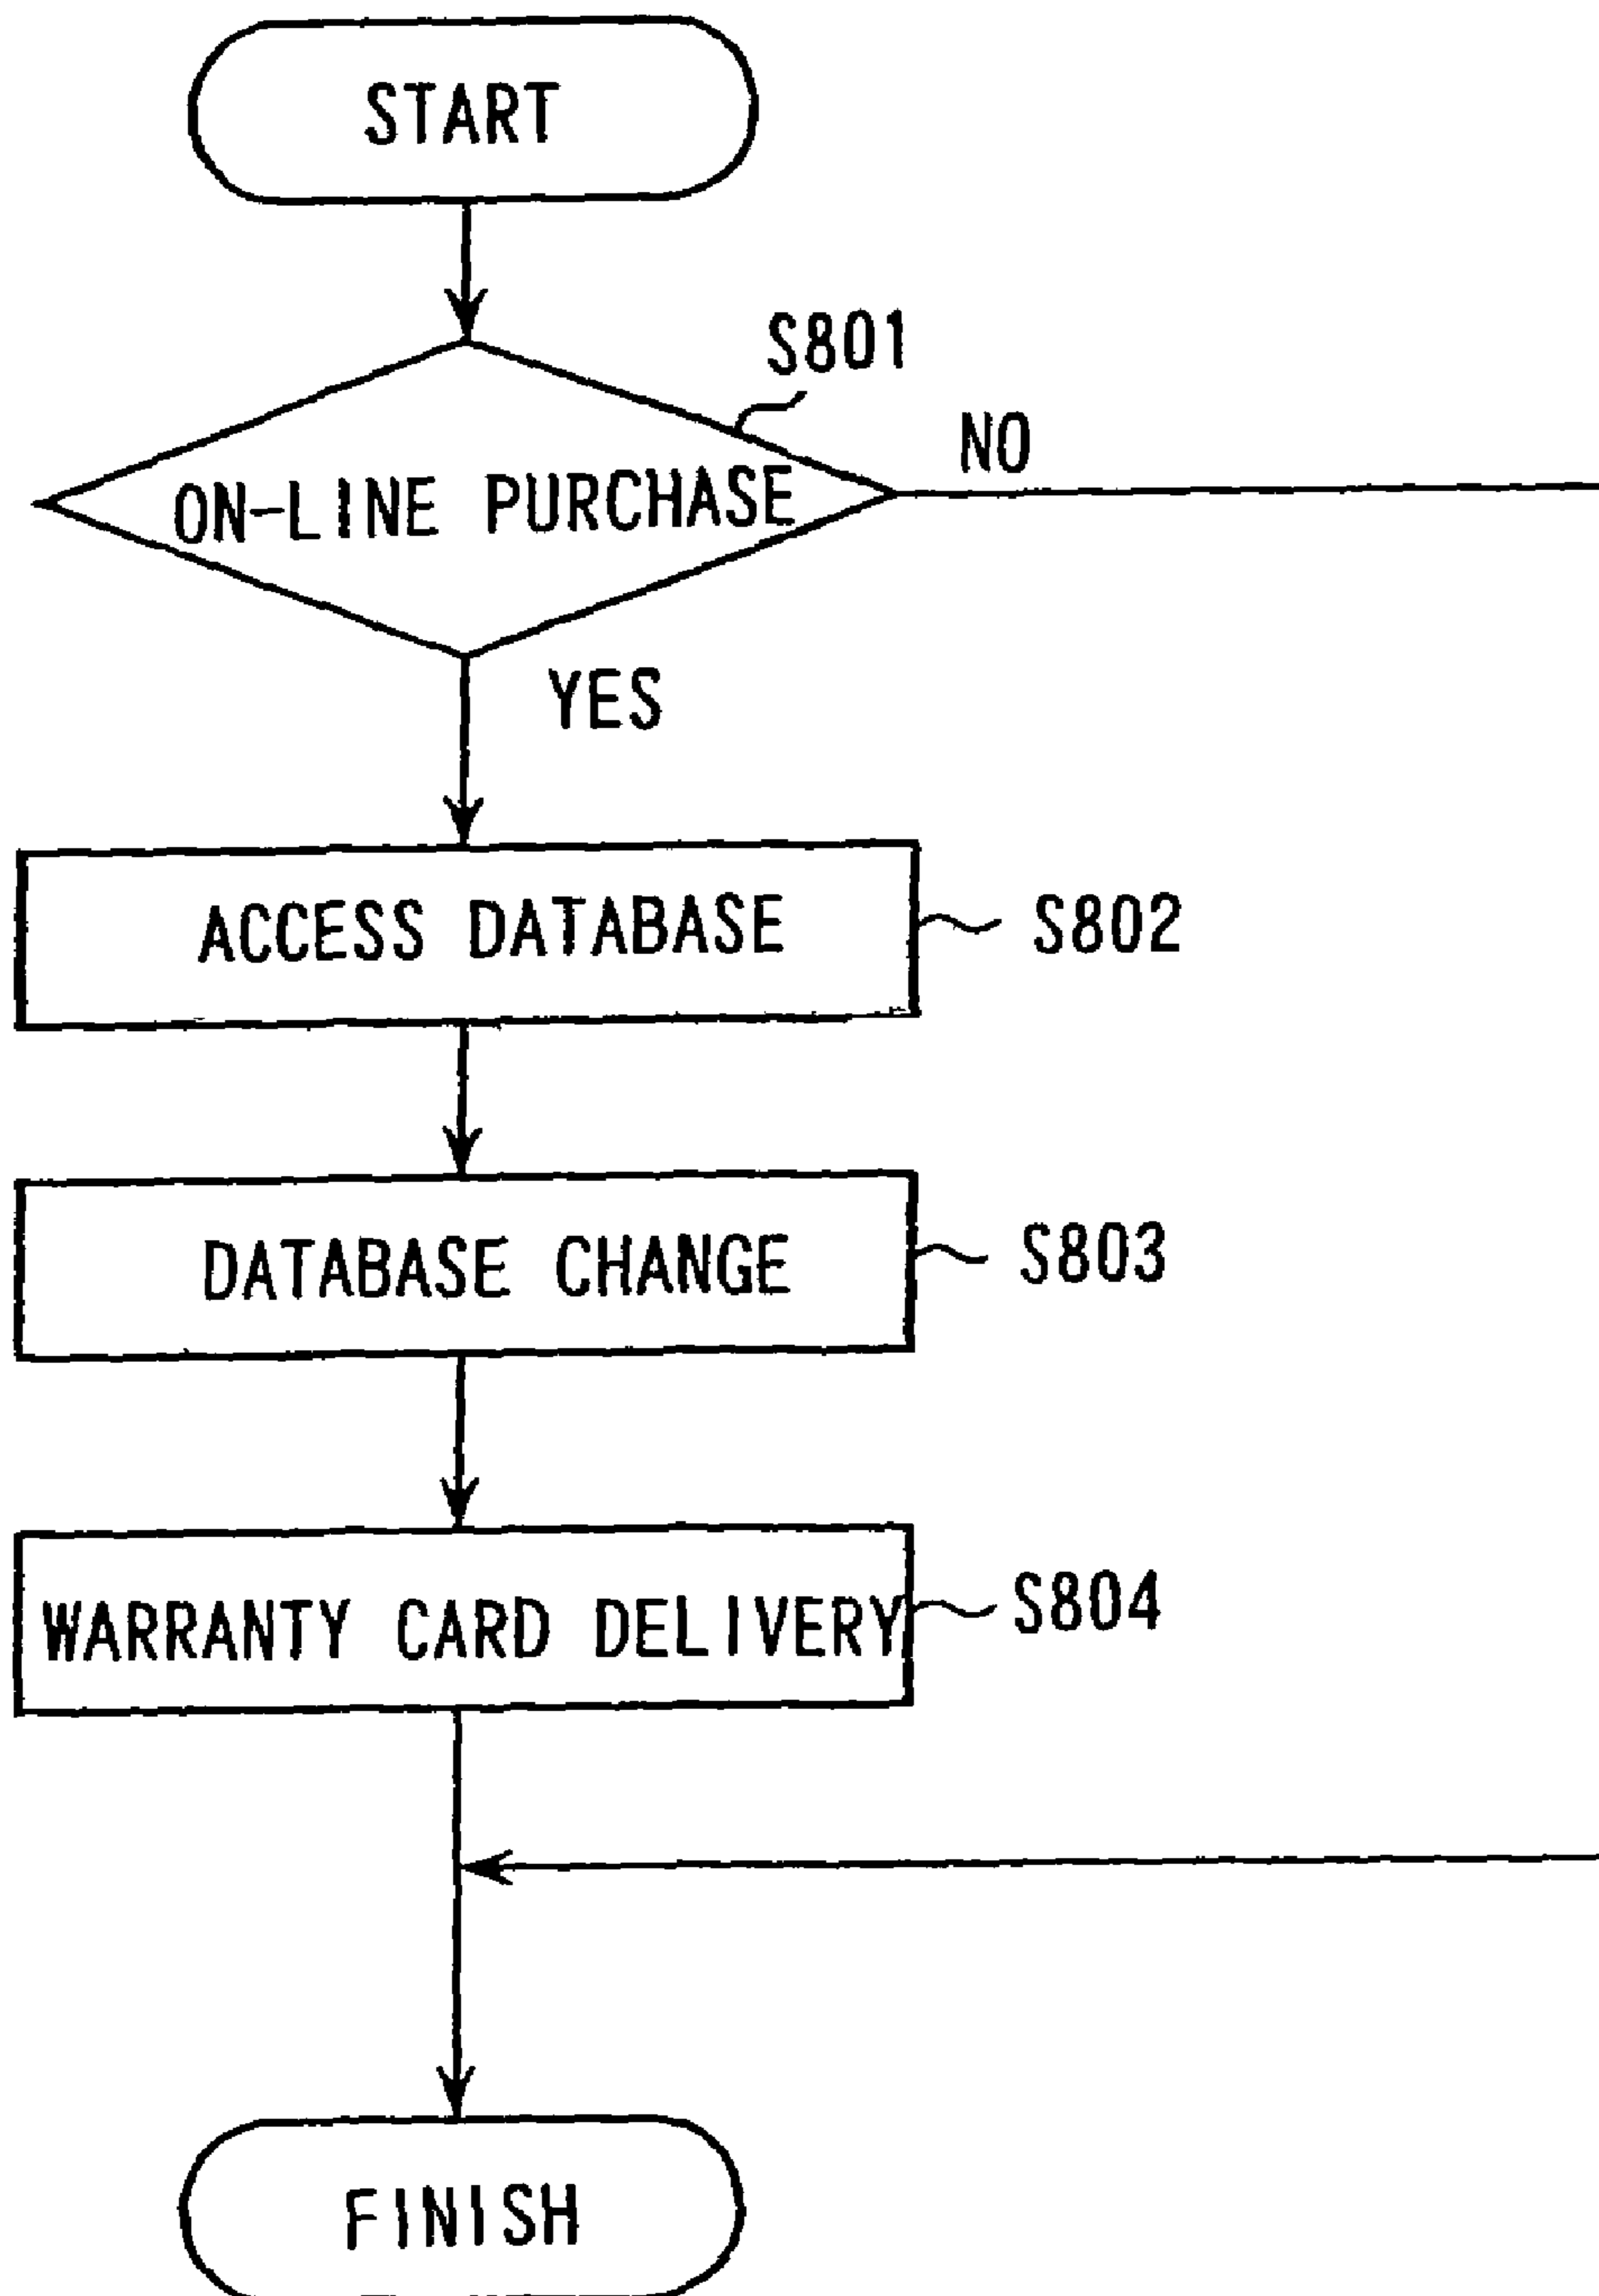 START
S801
NO
ON-LINE PURCHASE
YES
ACCESS DATABASE
S802
DATABASE CHANGE
S803
WARRANTY CARD DELIVERY
S804
FINISH